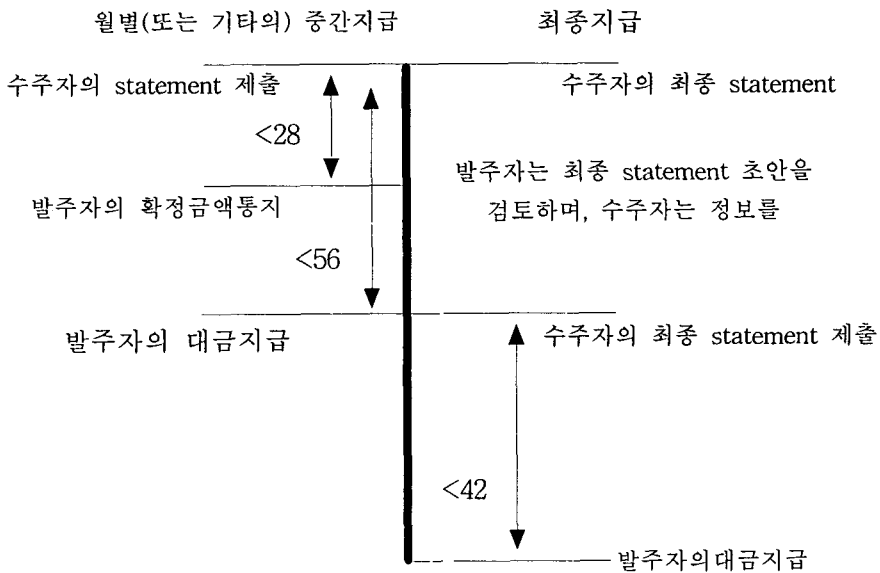 월별(또는 기타의) 중간지급
최종지급
수주자의 statement 제출
수주자의 최종 statement
<28
발주자는 최종 statement 초안을
검토하며, 수주자는 정보를
발주자의 확정금액통지
<56
발주자의 대금지급
수주자의 최종 statement 제출
<42
발주자의대금지급